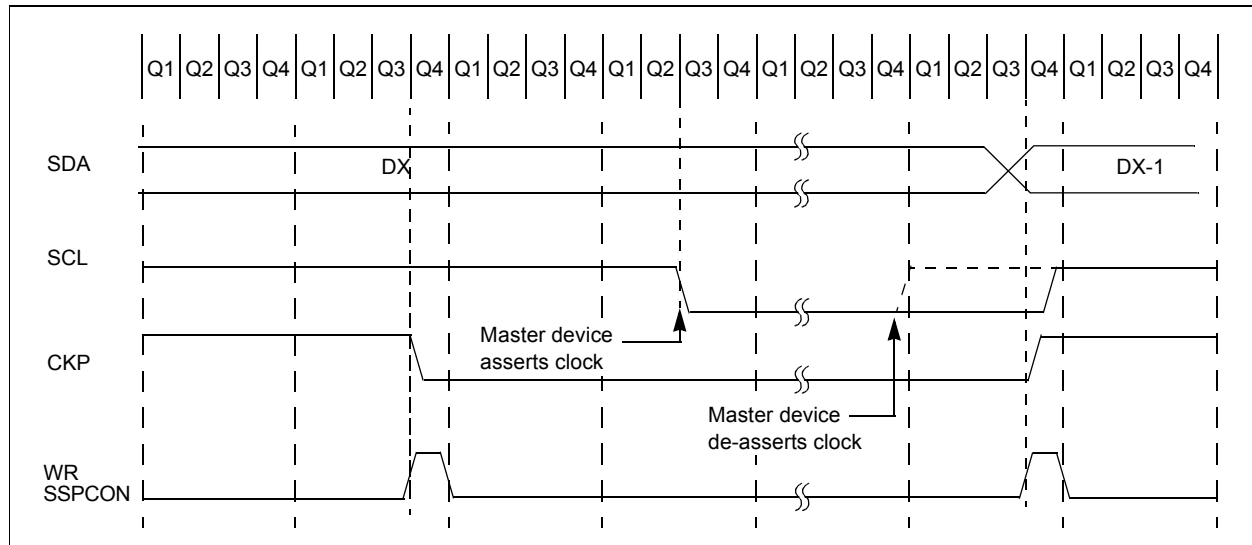 Q1 Q2 Q3 Q4 Q1 Q2 Q3 Q4 Q1 Q2 Q3 Q4 Q1 Q2 Q3 Q4 Q1 Q2 Q3 Q4 Q1 Q2 Q3 Q4 Q1 Q2 Q3 Q4
SDA
DX
DX-1
SCL
Master device
asserts clock
CKP
Master device
de-asserts clock
WR
SSPCON